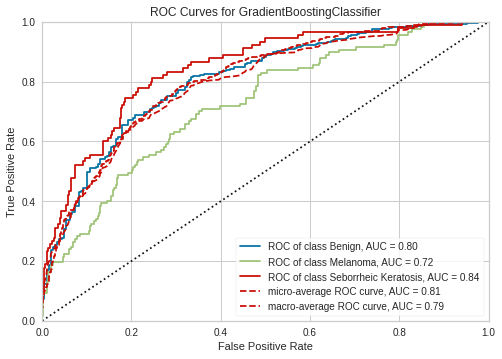 ROC Curves for GradientBoostingClassifier
True Positive Rate
1.0
0.8
0.6
0.4
0.2
0.0
ROC of class Benign, AUC = 0.80
ROC of class Melanoma, AUC = 0.72
ROC of class Seborrheic Keratosis, AUC = 0.84
micro-average ROC curve, AUC = 0.81
macro-average ROC curve, AUC = 0.79
0.0 0.2 0.4 0.6 0.8 1.0
False Positive Rate